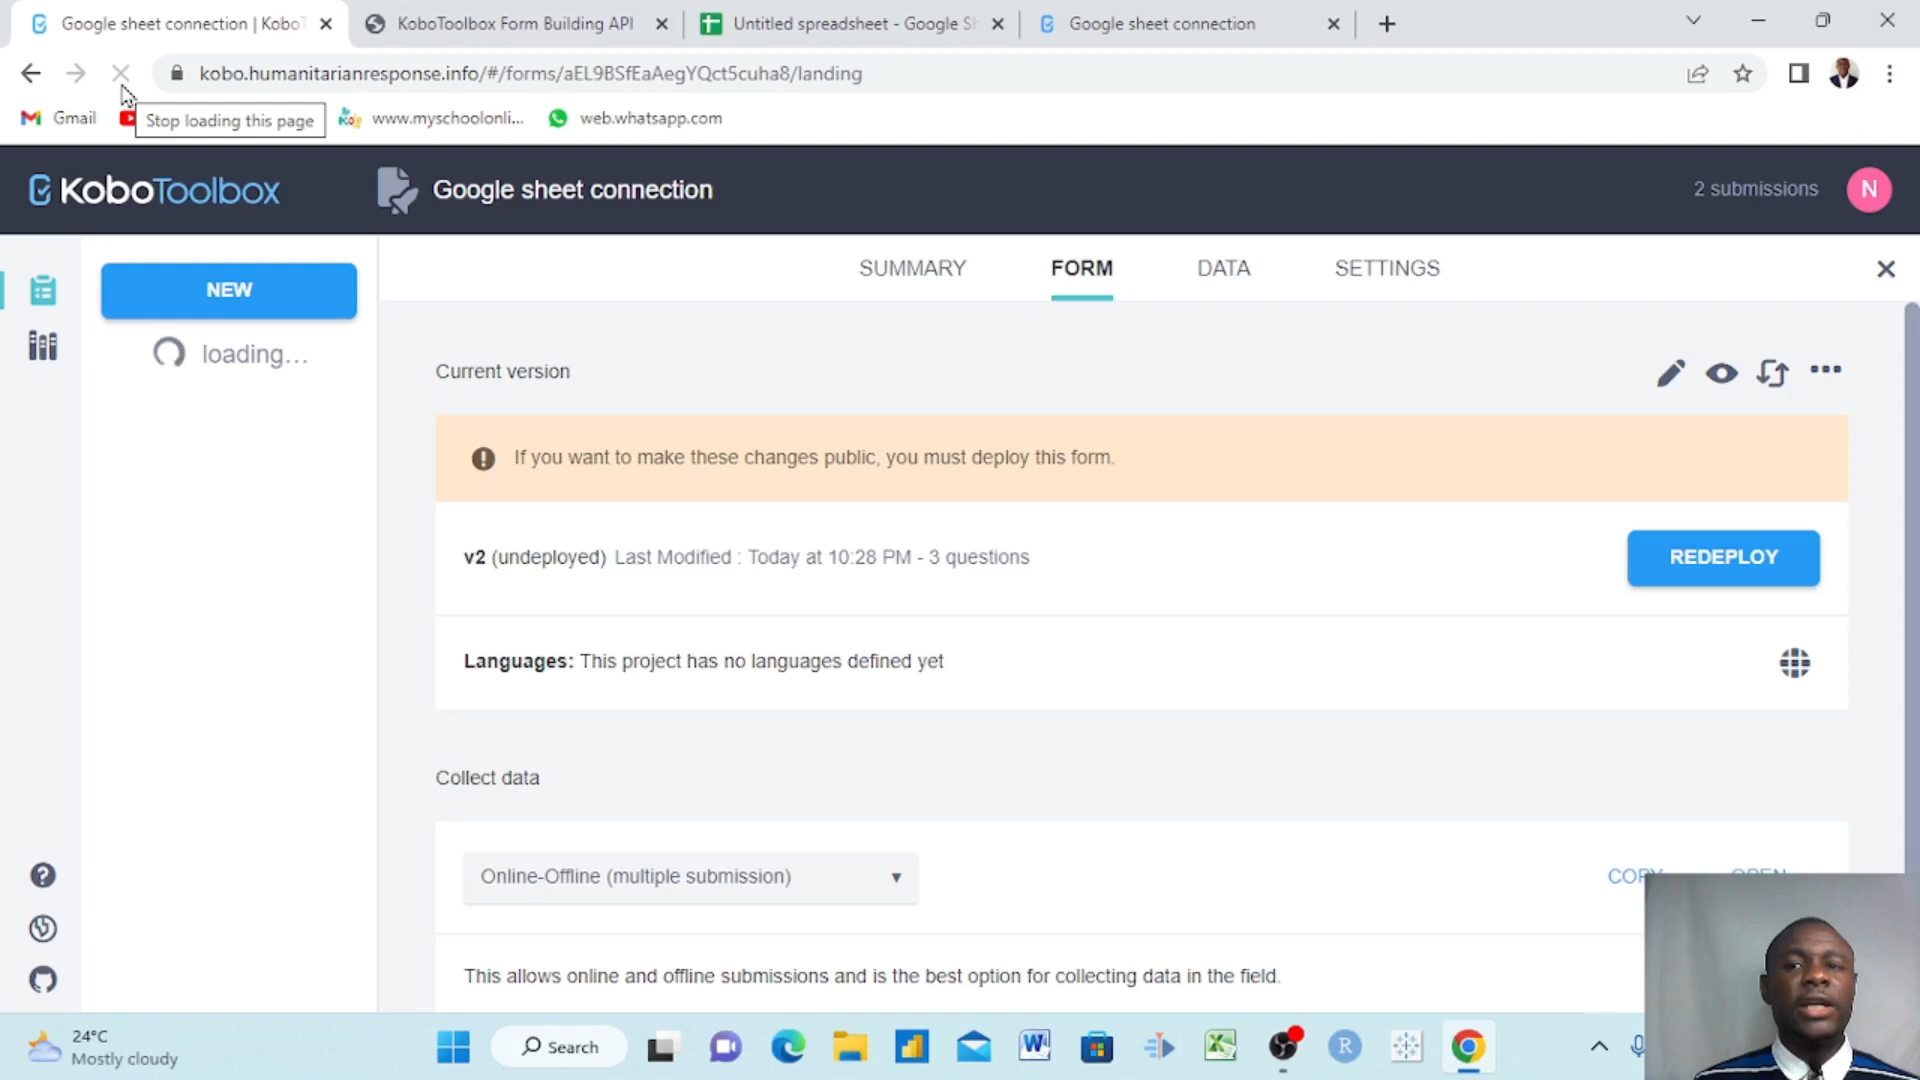 Google sheet connection | KoboT
KoboToolbox Form Building API
Untitled spreadsheet - Google Sh
Google sheet connection
kobo.humanitarianresponse.info/#/forms/aEL9BSfEaAegYQct5cuha8/landing
Gmail
Stop loading this page
www.myschoolonli...
web.whatsapp.com
KoboToolbox
Google sheet connection
2 submissions
N
NEW
loading...
SUMMARY
FORM
DATA
SETTINGS
Current version
If you want to make these changes public, you must deploy this form.
v2 (undeployed) Last Modified : Today at 10:28 PM - 3 questions
REDEPLOY
Languages: This project has no languages defined yet
Collect data
Online-Offline (multiple submission)
COPY
OPEN
This allows online and offline submissions and is the best option for collecting data in the field.
24°C
Mostly cloudy
Search